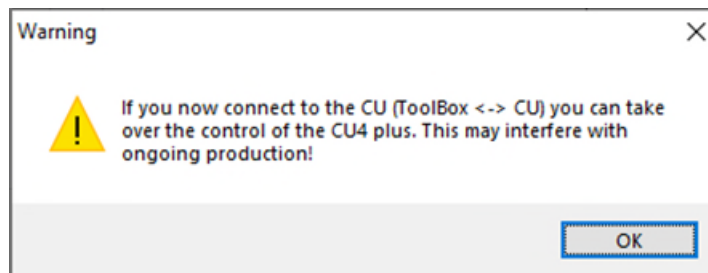 Warning
If you now connect to the CU (ToolBox <-> CU) you can take
over the control of the CU4 plus. This may interfere with
ongoing production!
OK